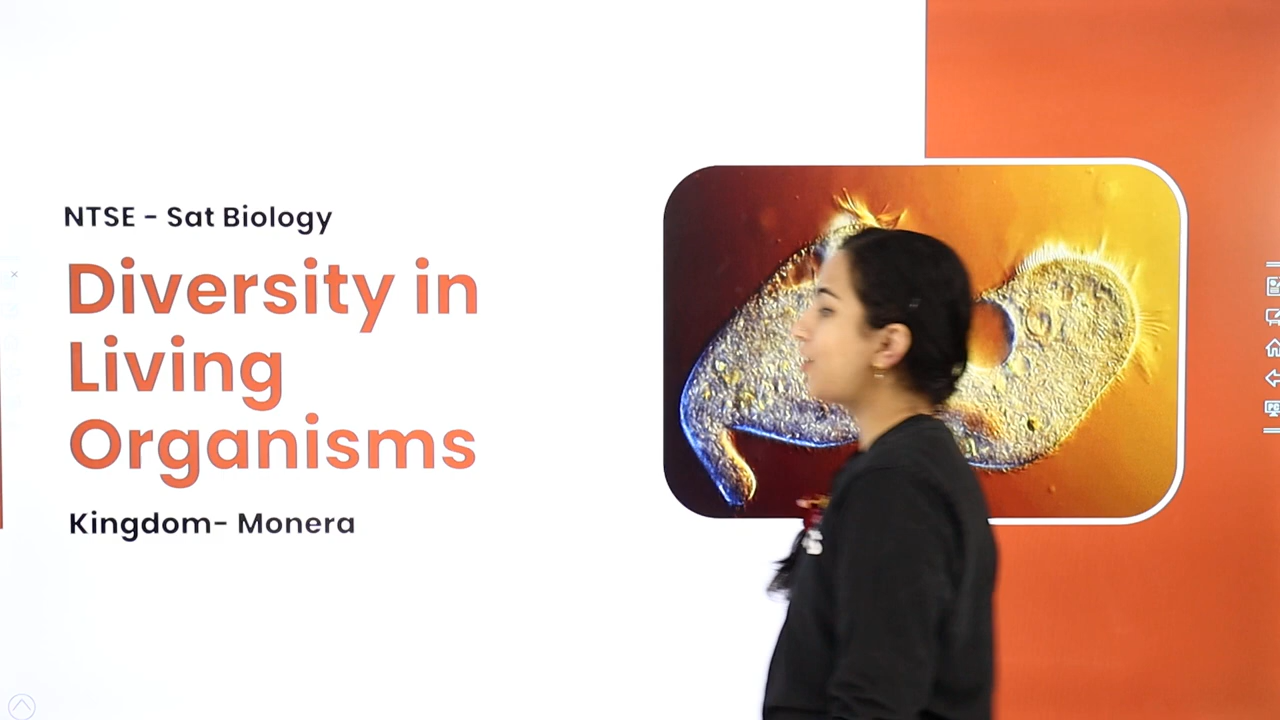 NTSE - Sat Biology
Diversity in
Living
Organisms
Kingdom- Monera